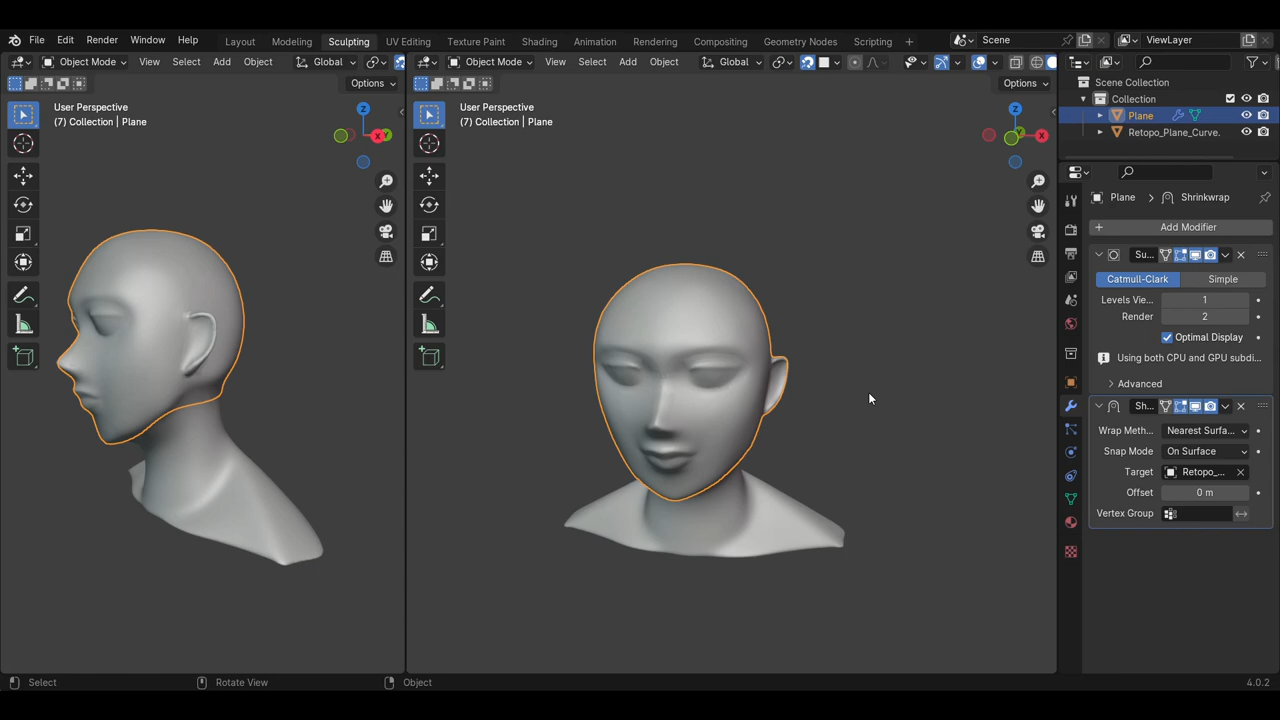 File Edit Render Window Help Layout Modeling Sculpting UV Editing Texture Paint Shading Animation Rendering Compositing Geometry Nodes Scripting + Scene ViewLayer
Object Mode View Select Add Object Global
Options
User Perspective
(7) Collection | Plane
Z
X
Y
Object Mode View Select Add Object Global
Options
User Perspective
(7) Collection | Plane
Z
X
Y
Scene Collection
Collection
Plane
Retopo_Plane_Curve.
Plane > Shrinkwrap
+ Add Modifier
Su...
Catmull-Clark Simple
Levels Vie... 1
Render 2
Optimal Display
Using both CPU and GPU subdi...
Advanced
Sh...
Wrap Meth... Nearest Surfa...
Snap Mode On Surface
Target Retopo_...
Offset 0 m
Vertex Group
Select Rotate View Object 4.0.2